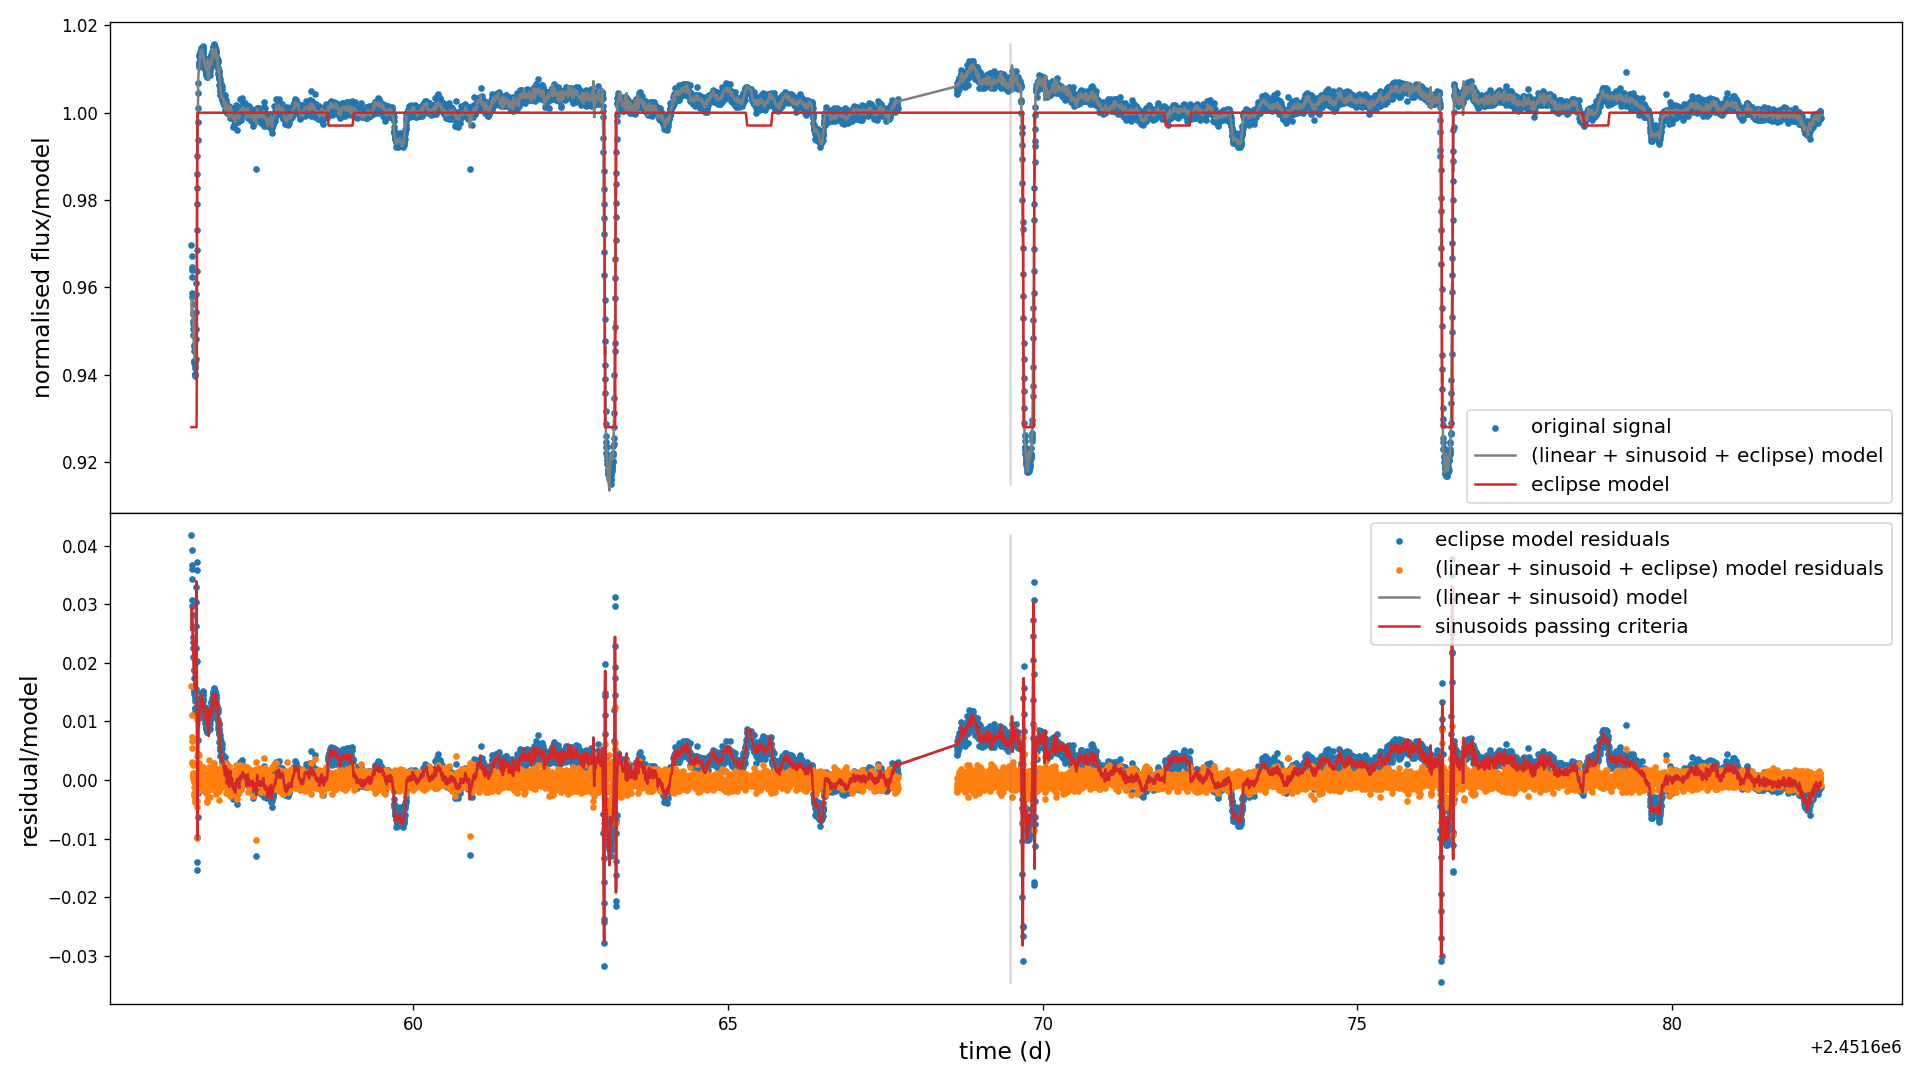 normalised flux/model
1.02
1.00
0.98
0.96
0.94
0.92
original signal
(linear + sinusoid + eclipse) model
eclipse model
residual/model
0.04
0.03
0.02
0.01
0.00
−0.01
−0.02
−0.03
eclipse model residuals
(linear + sinusoid + eclipse) model residuals
(linear + sinusoid) model
sinusoids passing criteria
60
65
70
75
80
time (d)
+2.4516e6